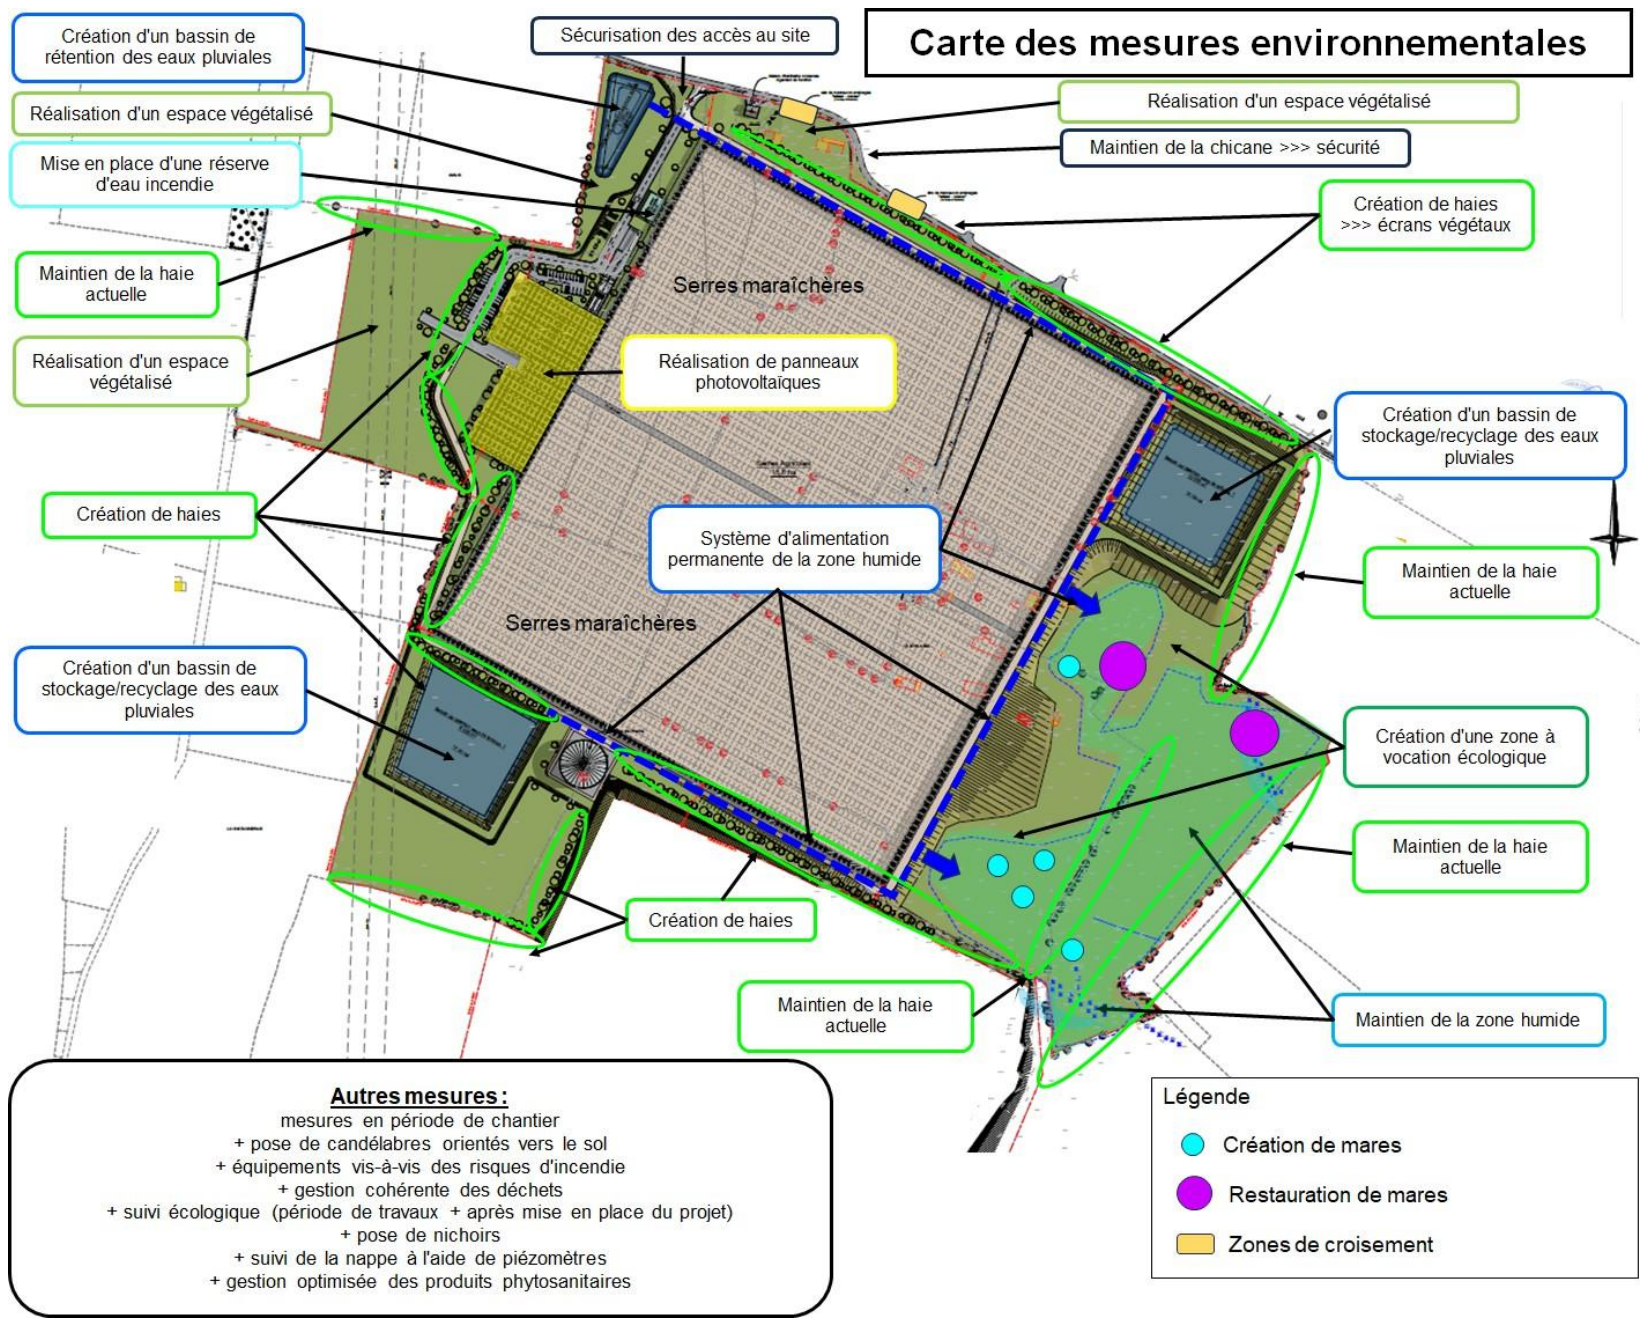 Carte des mesures environnementales
Création d'un bassin de
rétention des eaux pluviales
Sécurisation des accès au site
Réalisation d'un espace végétalisé
Réalisation d'un espace végétalisé
Mise en place d'une réserve
d'eau incendie
Maintien de la chicane >>> sécurité
Création de haies
>>> écrans végétaux
Maintien de la haie
actuelle
Serres maraîchères
Réalisation d'un espace
végétalisé
Réalisation de panneaux
photovoltaïques
Création d'un bassin de
stockage/recyclage des eaux
pluviales
Serres Agricoles
Création de haies
Système d'alimentation
permanente de la zone humide
Maintien de la haie
actuelle
Serres maraîchères
Création d'un bassin de
stockage/recyclage des eaux
pluviales
Création d'une zone à
vocation écologique
Maintien de la haie
actuelle
Création de haies
Maintien de la haie
actuelle
Maintien de la zone humide
Autres mesures :
mesures en période de chantier
+ pose de candélabres orientés vers le sol
+ équipements vis-à-vis des risques d'incendie
+ gestion cohérente des déchets
+ suivi écologique (période de travaux + après mise en place du projet)
+ pose de nichoirs
+ suivi de la nappe à l'aide de piézomètres
+ gestion optimisée des produits phytosanitaires
Légende
Création de mares
Restauration de mares
Zones de croisement